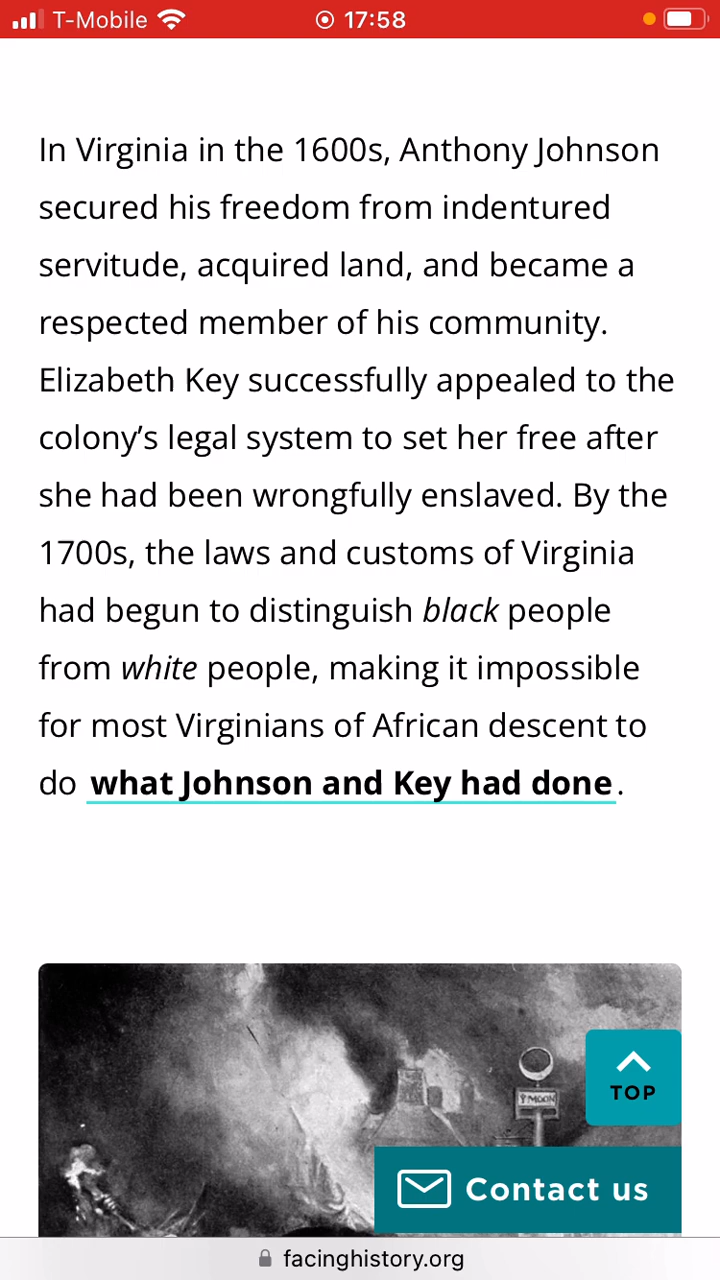 T-Mobile 17:58
In Virginia in the 1600s, Anthony Johnson
secured his freedom from indentured
servitude, acquired land, and became a
respected member of his community.
Elizabeth Key successfully appealed to the
colony’s legal system to set her free after
she had been wrongfully enslaved. By the
1700s, the laws and customs of Virginia
had begun to distinguish black people
from white people, making it impossible
for most Virginians of African descent to
do what Johnson and Key had done.
MOON
TOP
Contact us
facinghistory.org